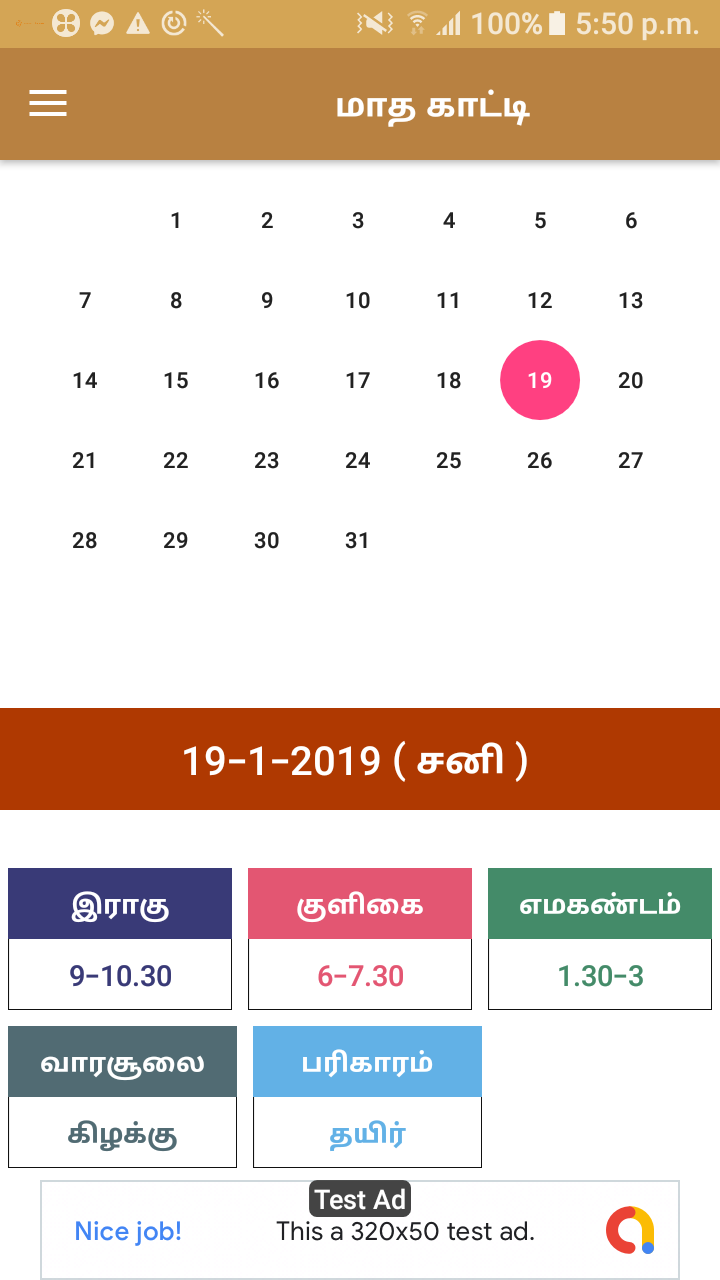 100% 5:50 p.m.
மாத காட்டி
1 2 3 4 5 6
7 8 9 10 11 12 13
14 15 16 17 18 19 20
21 22 23 24 25 26 27
28 29 30 31
19-1-2019 ( சனி )
இராகு குளிகை எமகண்டம்
9-10.30 6-7.30 1.30-3
வாரசூலை பரிகாரம்
கிழக்கு தயிர்
Test Ad
Nice job! This a 320x50 test ad.